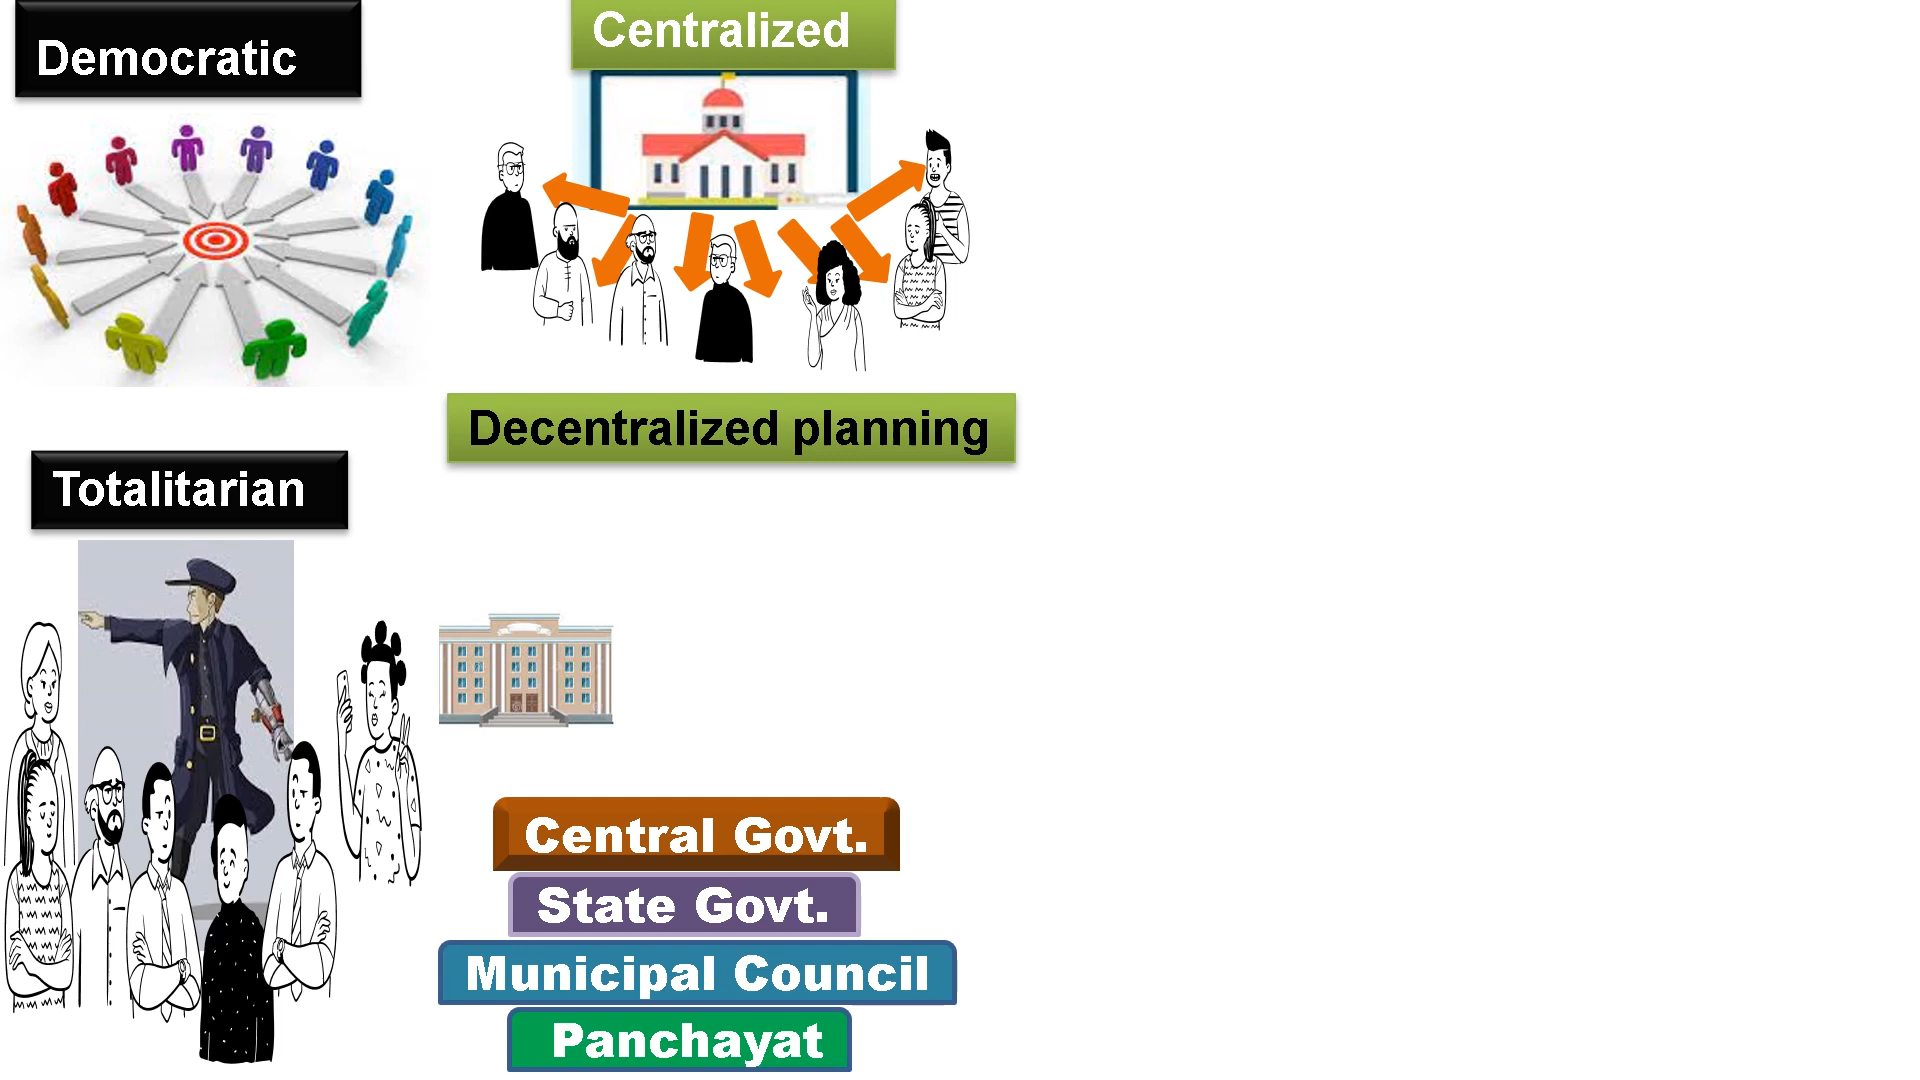 Democratic
Centralized
Decentralized planning
Totalitarian
Central Govt.
State Govt.
Municipal Council
Panchayat